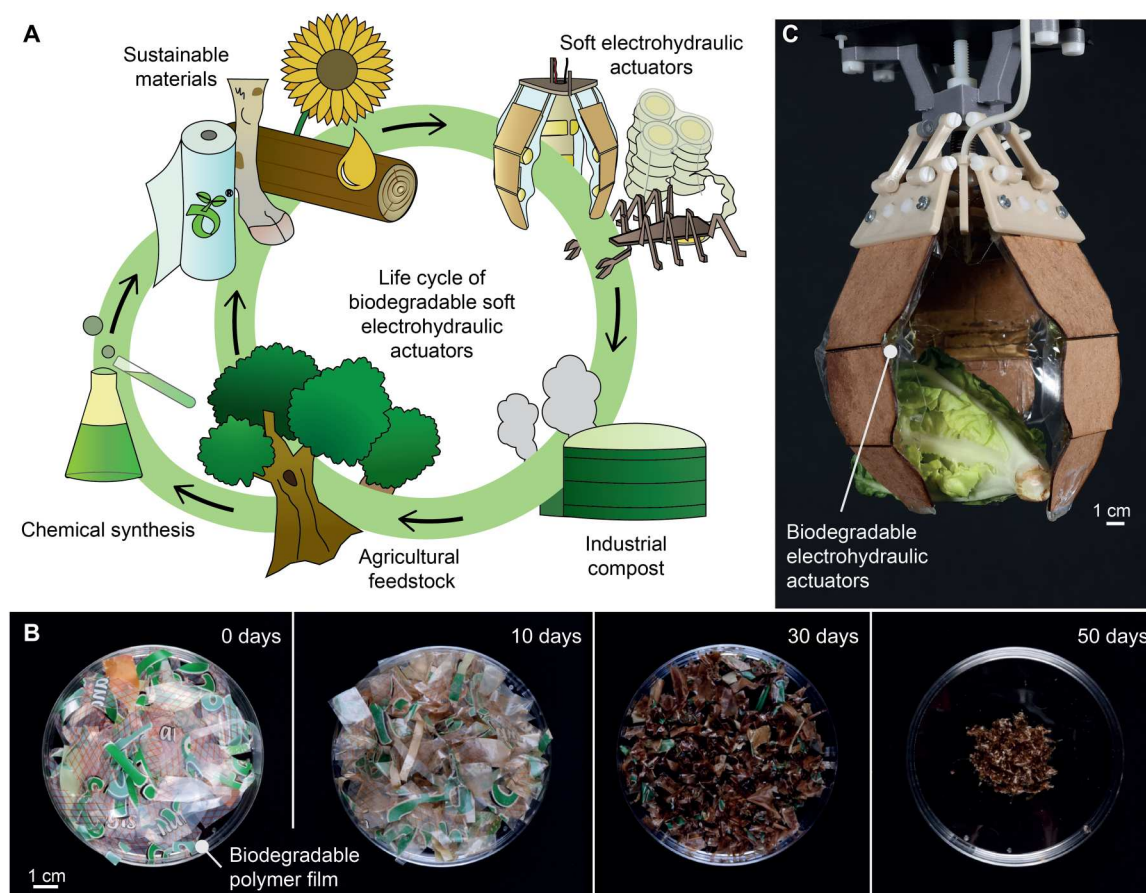 A
Sustainable
materials
®
Soft electrohydraulic
actuators
Life cycle of
biodegradable soft
electrohydraulic
actuators
Chemical synthesis
Agricultural
feedstock
Industrial
compost
C
Biodegradable
electrohydraulic
actuators
1 cm
B
0 days
10 days
30 days
50 days
Biodegradable
polymer film
1 cm